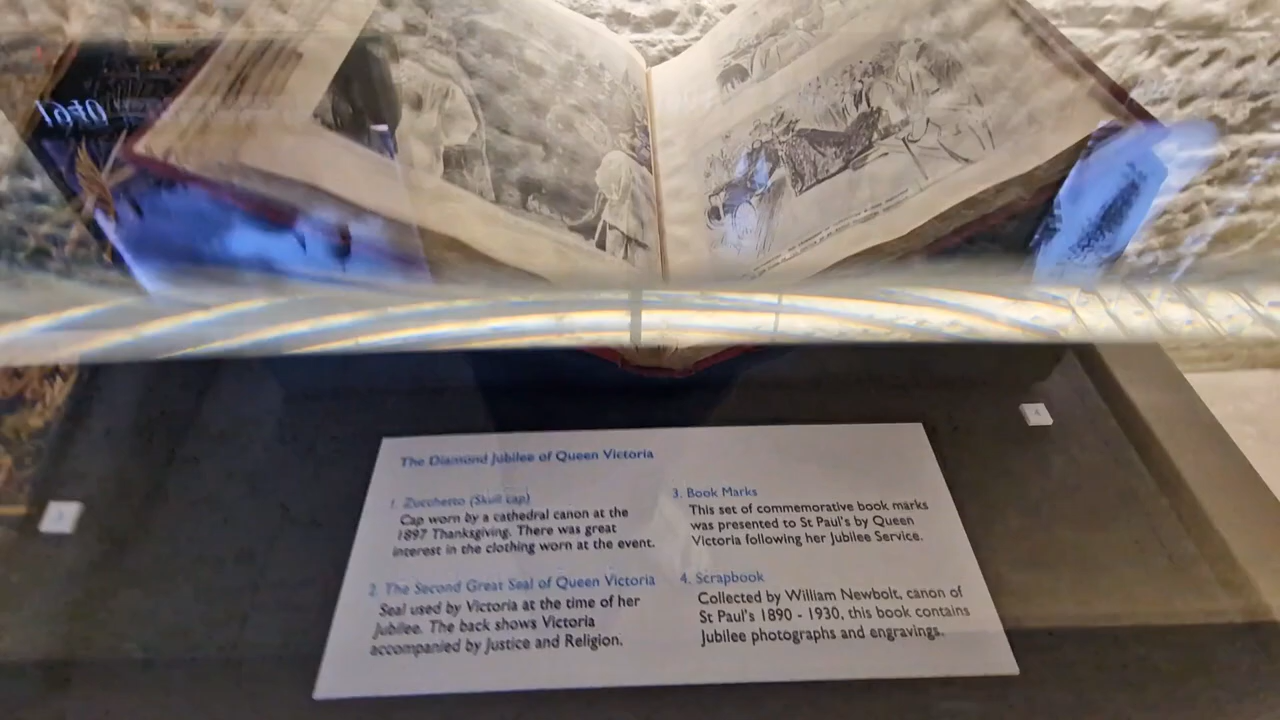 The Diamond Jubilee of Queen Victoria
1. Zucchetto (Skull cap)
Cap worn by a cathedral canon at the
1897 Thanksgiving. There was great
interest in the clothing worn at the event.
2. The Second Great Seal of Queen Victoria
Seal used by Victoria at the time of her
Jubilee. The back shows Victoria
accompanied by Justice and Religion.
3. Book Marks
This set of commemorative book marks
was presented to St Paul's by Queen
Victoria following her Jubilee Service.
4. Scrapbook
Collected by William Newbolt, canon of
St Paul's 1890 - 1930, this book contains
Jubilee photographs and engravings.